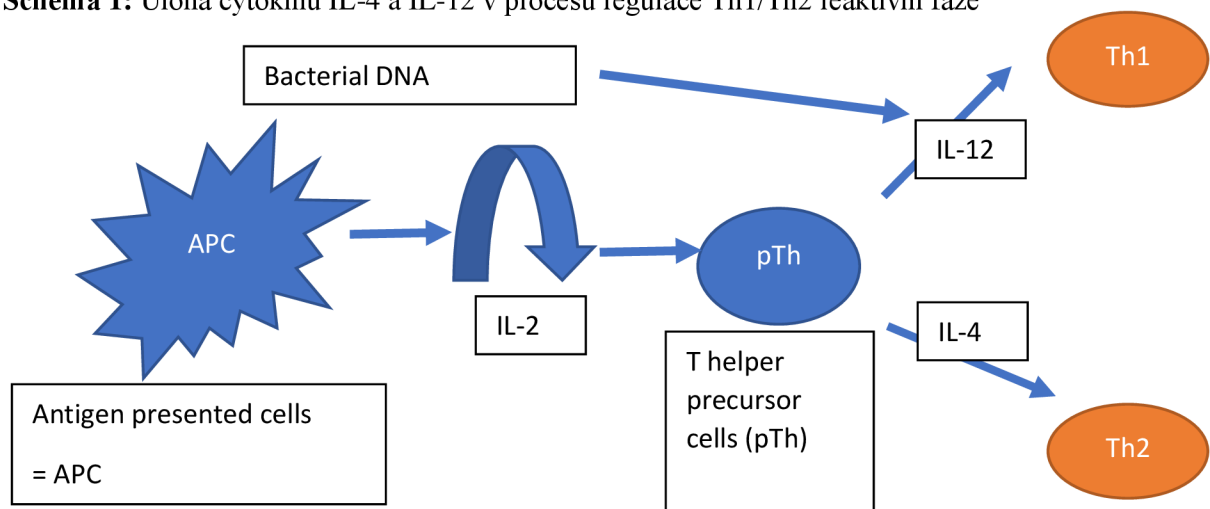 Schéma 1: Úloha cytokinů IL-4 a IL-12 v procesu regulace Th1/Th2 reaktivní fáze
Th1
Bacterial DNA
IL-12
APC
pTh
IL-2
IL-4
T helper
precursor
cells (pTh)
Antigen presented cells
= APC
Th2